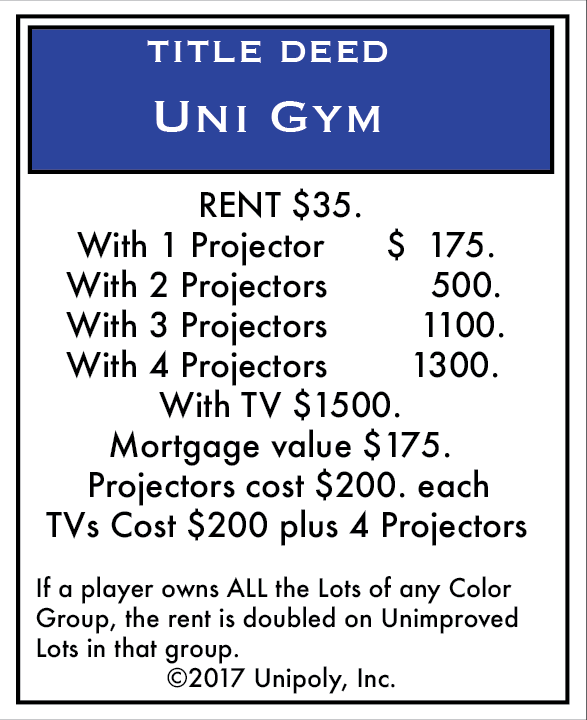 TITLE DEED
UNI GYM
RENT $35.
With 1 Projector $ 175.
With 2 Projectors 500.
With 3 Projectors 1100.
With 4 Projectors 1300.
With TV $1500.
Mortgage value $175.
Projectors cost $200. each
TVs Cost $200 plus 4 Projectors
If a player owns ALL the Lots of any Color
Group, the rent is doubled on Unimproved
Lots in that group.
©2017 Unipoly, Inc.